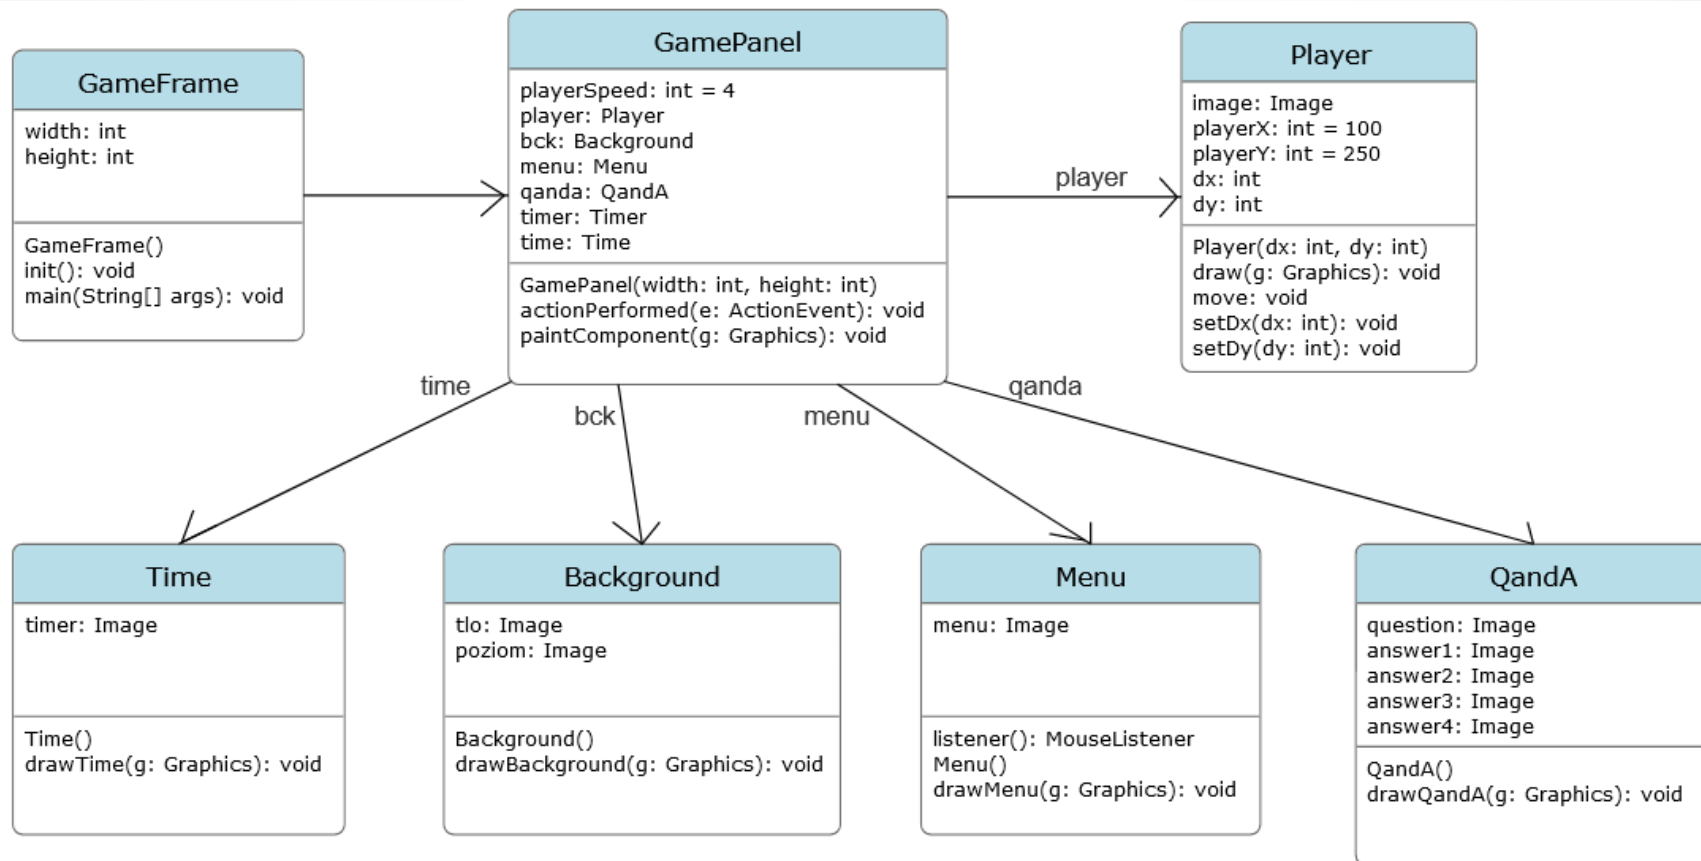 GameFrame
width: int
height: int
GameFrame()
init(): void
main(String[] args): void
GamePanel
playerSpeed: int = 4
player: Player
bck: Background
menu: Menu
qanda: QandA
timer: Timer
time: Time
GamePanel(width: int, height: int)
actionPerformed(e: ActionEvent): void
paintComponent(g: Graphics): void
player
Player
image: Image
playerX: int = 100
playerY: int = 250
dx: int
dy: int
Player(dx: int, dy: int)
draw(g: Graphics): void
move: void
setDx(dx: int): void
setDy(dy: int): void
time
bck
menu
qanda
Time
timer: Image
Time()
drawTime(g: Graphics): void
Background
tlo: Image
poziom: Image
Background()
drawBackground(g: Graphics): void
Menu
menu: Image
listener(): MouseListener
Menu()
drawMenu(g: Graphics): void
QandA
question: Image
answer1: Image
answer2: Image
answer3: Image
answer4: Image
QandA()
drawQandA(g: Graphics): void